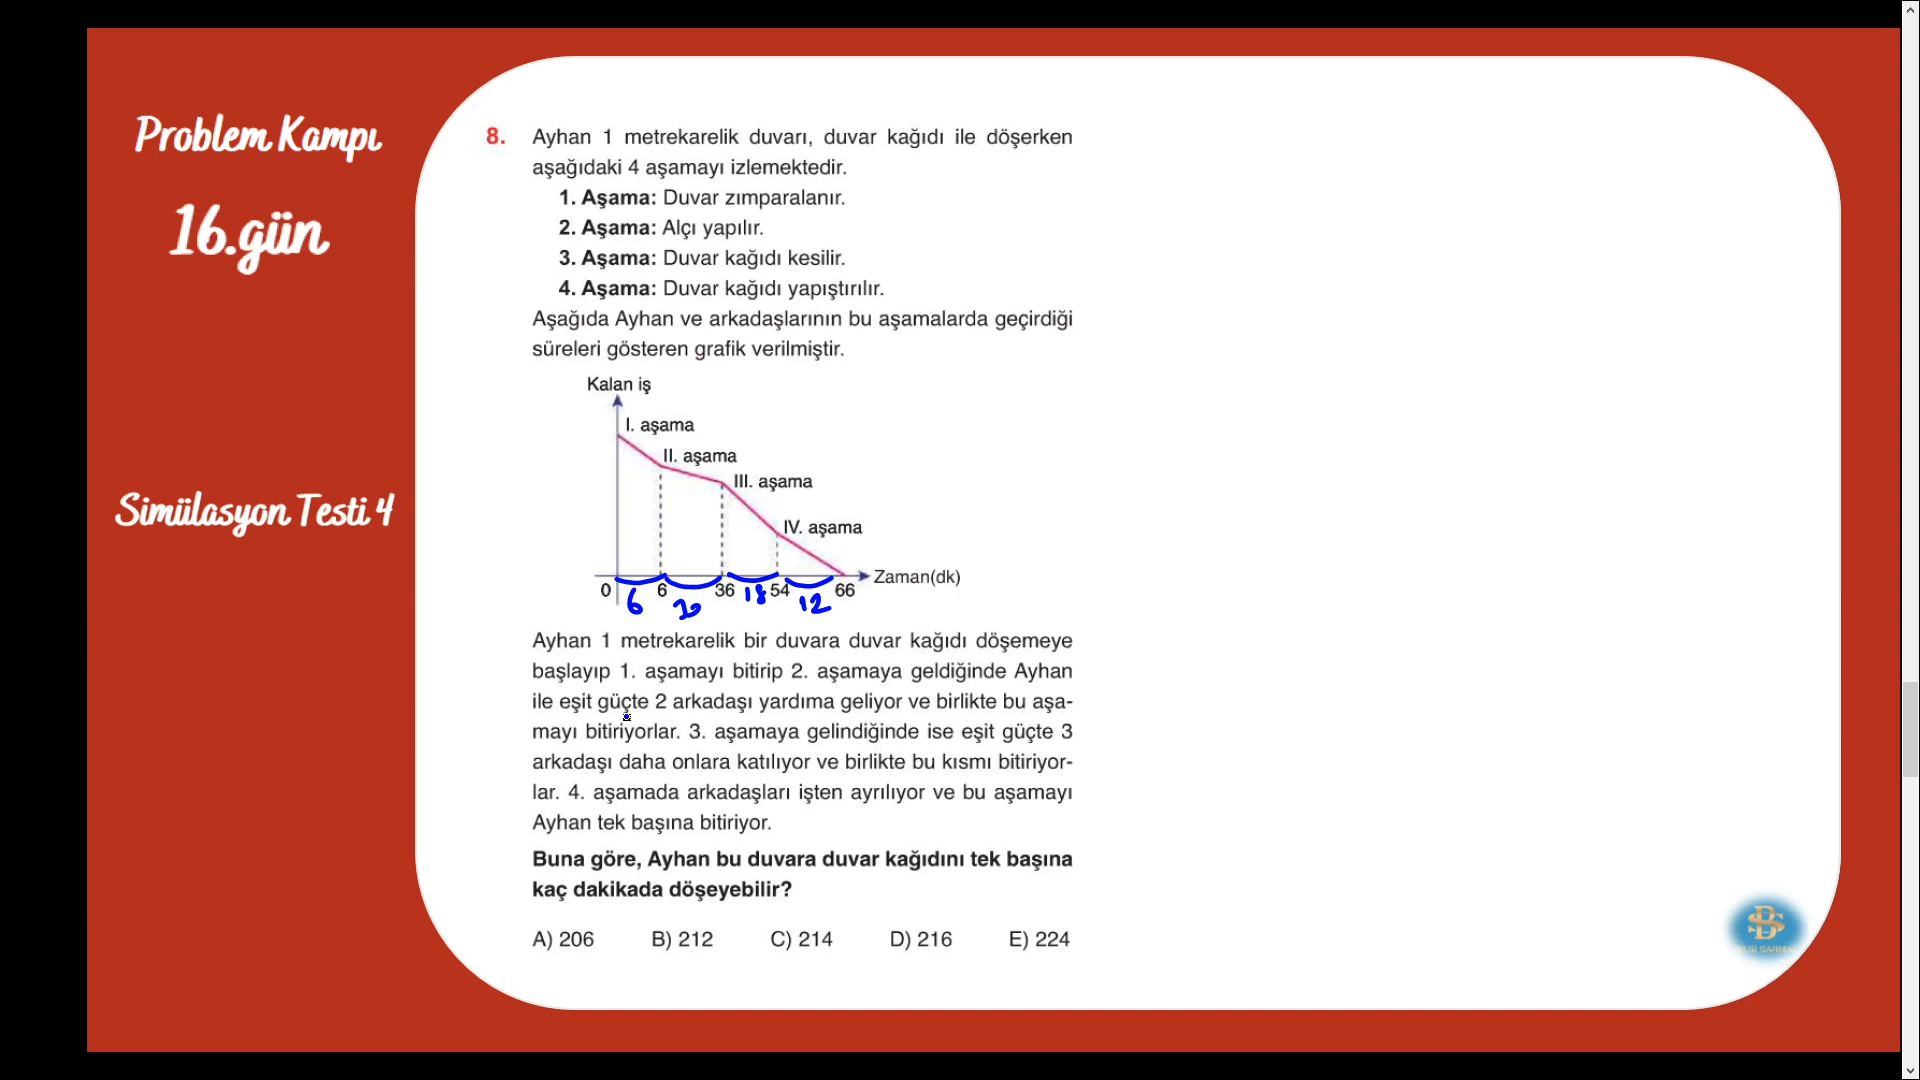 Problem Kampı
16.gün
Simülasyon Testi 4
8. Ayhan 1 metrekarelik duvarı, duvar kağıdı ile döşerken
aşağıdaki 4 aşamayı izlemektedir.
1. Aşama: Duvar zımparalanır.
2. Aşama: Alçı yapılır.
3. Aşama: Duvar kağıdı kesilir.
4. Aşama: Duvar kağıdı yapıştırılır.
Aşağıda Ayhan ve arkadaşlarının bu aşamalarda geçirdiği
süreleri gösteren grafik verilmiştir.
Kalan iş
I. aşama
II. aşama
III. aşama
IV. aşama
Zaman(dk)
0 6 36 54 66
6 18 12
Ayhan 1 metrekarelik bir duvara duvar kağıdı döşemeye
başlayıp 1. aşamayı bitirip 2. aşamaya geldiğinde Ayhan
ile eşit güçte 2 arkadaşı yardıma geliyor ve birlikte bu aşa-
mayı bitiriyorlar. 3. aşamaya gelindiğinde ise eşit güçte 3
arkadaşı daha onlara katılıyor ve birlikte bu kısmı bitiriyor-
lar. 4. aşamada arkadaşları işten ayrılıyor ve bu aşamayı
Ayhan tek başına bitiriyor.
Buna göre, Ayhan bu duvara duvar kağıdını tek başına
kaç dakikada döşeyebilir?
A) 206 B) 212 C) 214 D) 216 E) 224